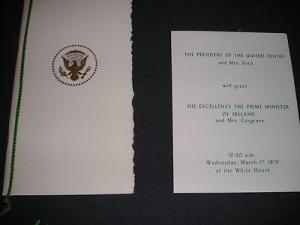 THE PRESIDENT OF THE UNITED STATES
and Mrs. Ford
will greet
HIS EXCELLENCY THE PRIME MINISTER
OF IRELAND
and Mrs. Cosgrave
10:30 a.m.
Wednesday, March 17, 1976
at the White House